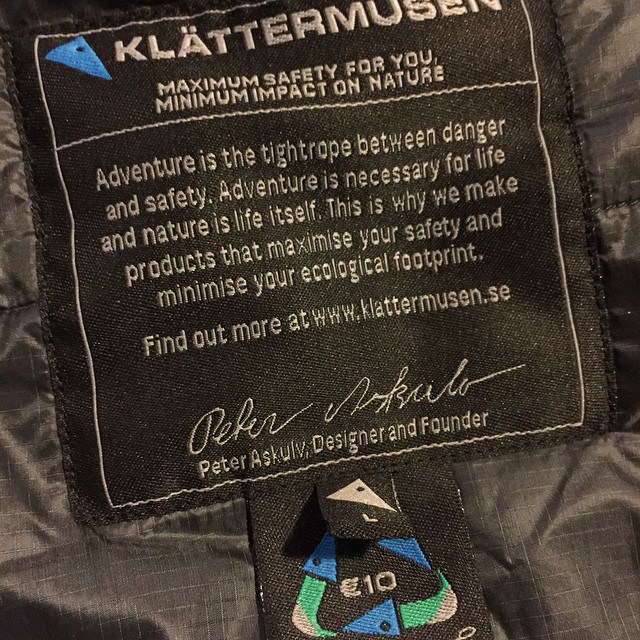 KLÄTTERMUSEN
MAXIMUM SAFETY FOR YOU,
MINIMUM IMPACT ON NATURE
Adventure is the tightrope between danger
and safety. Adventure is necessary for life
and nature is life itself. This is why we make
products that maximise your safety and
minimise your ecological footprint.
Find out more at www.klattermusen.se
Peter Askulv
Peter Askulv, Designer and Founder
L
€10